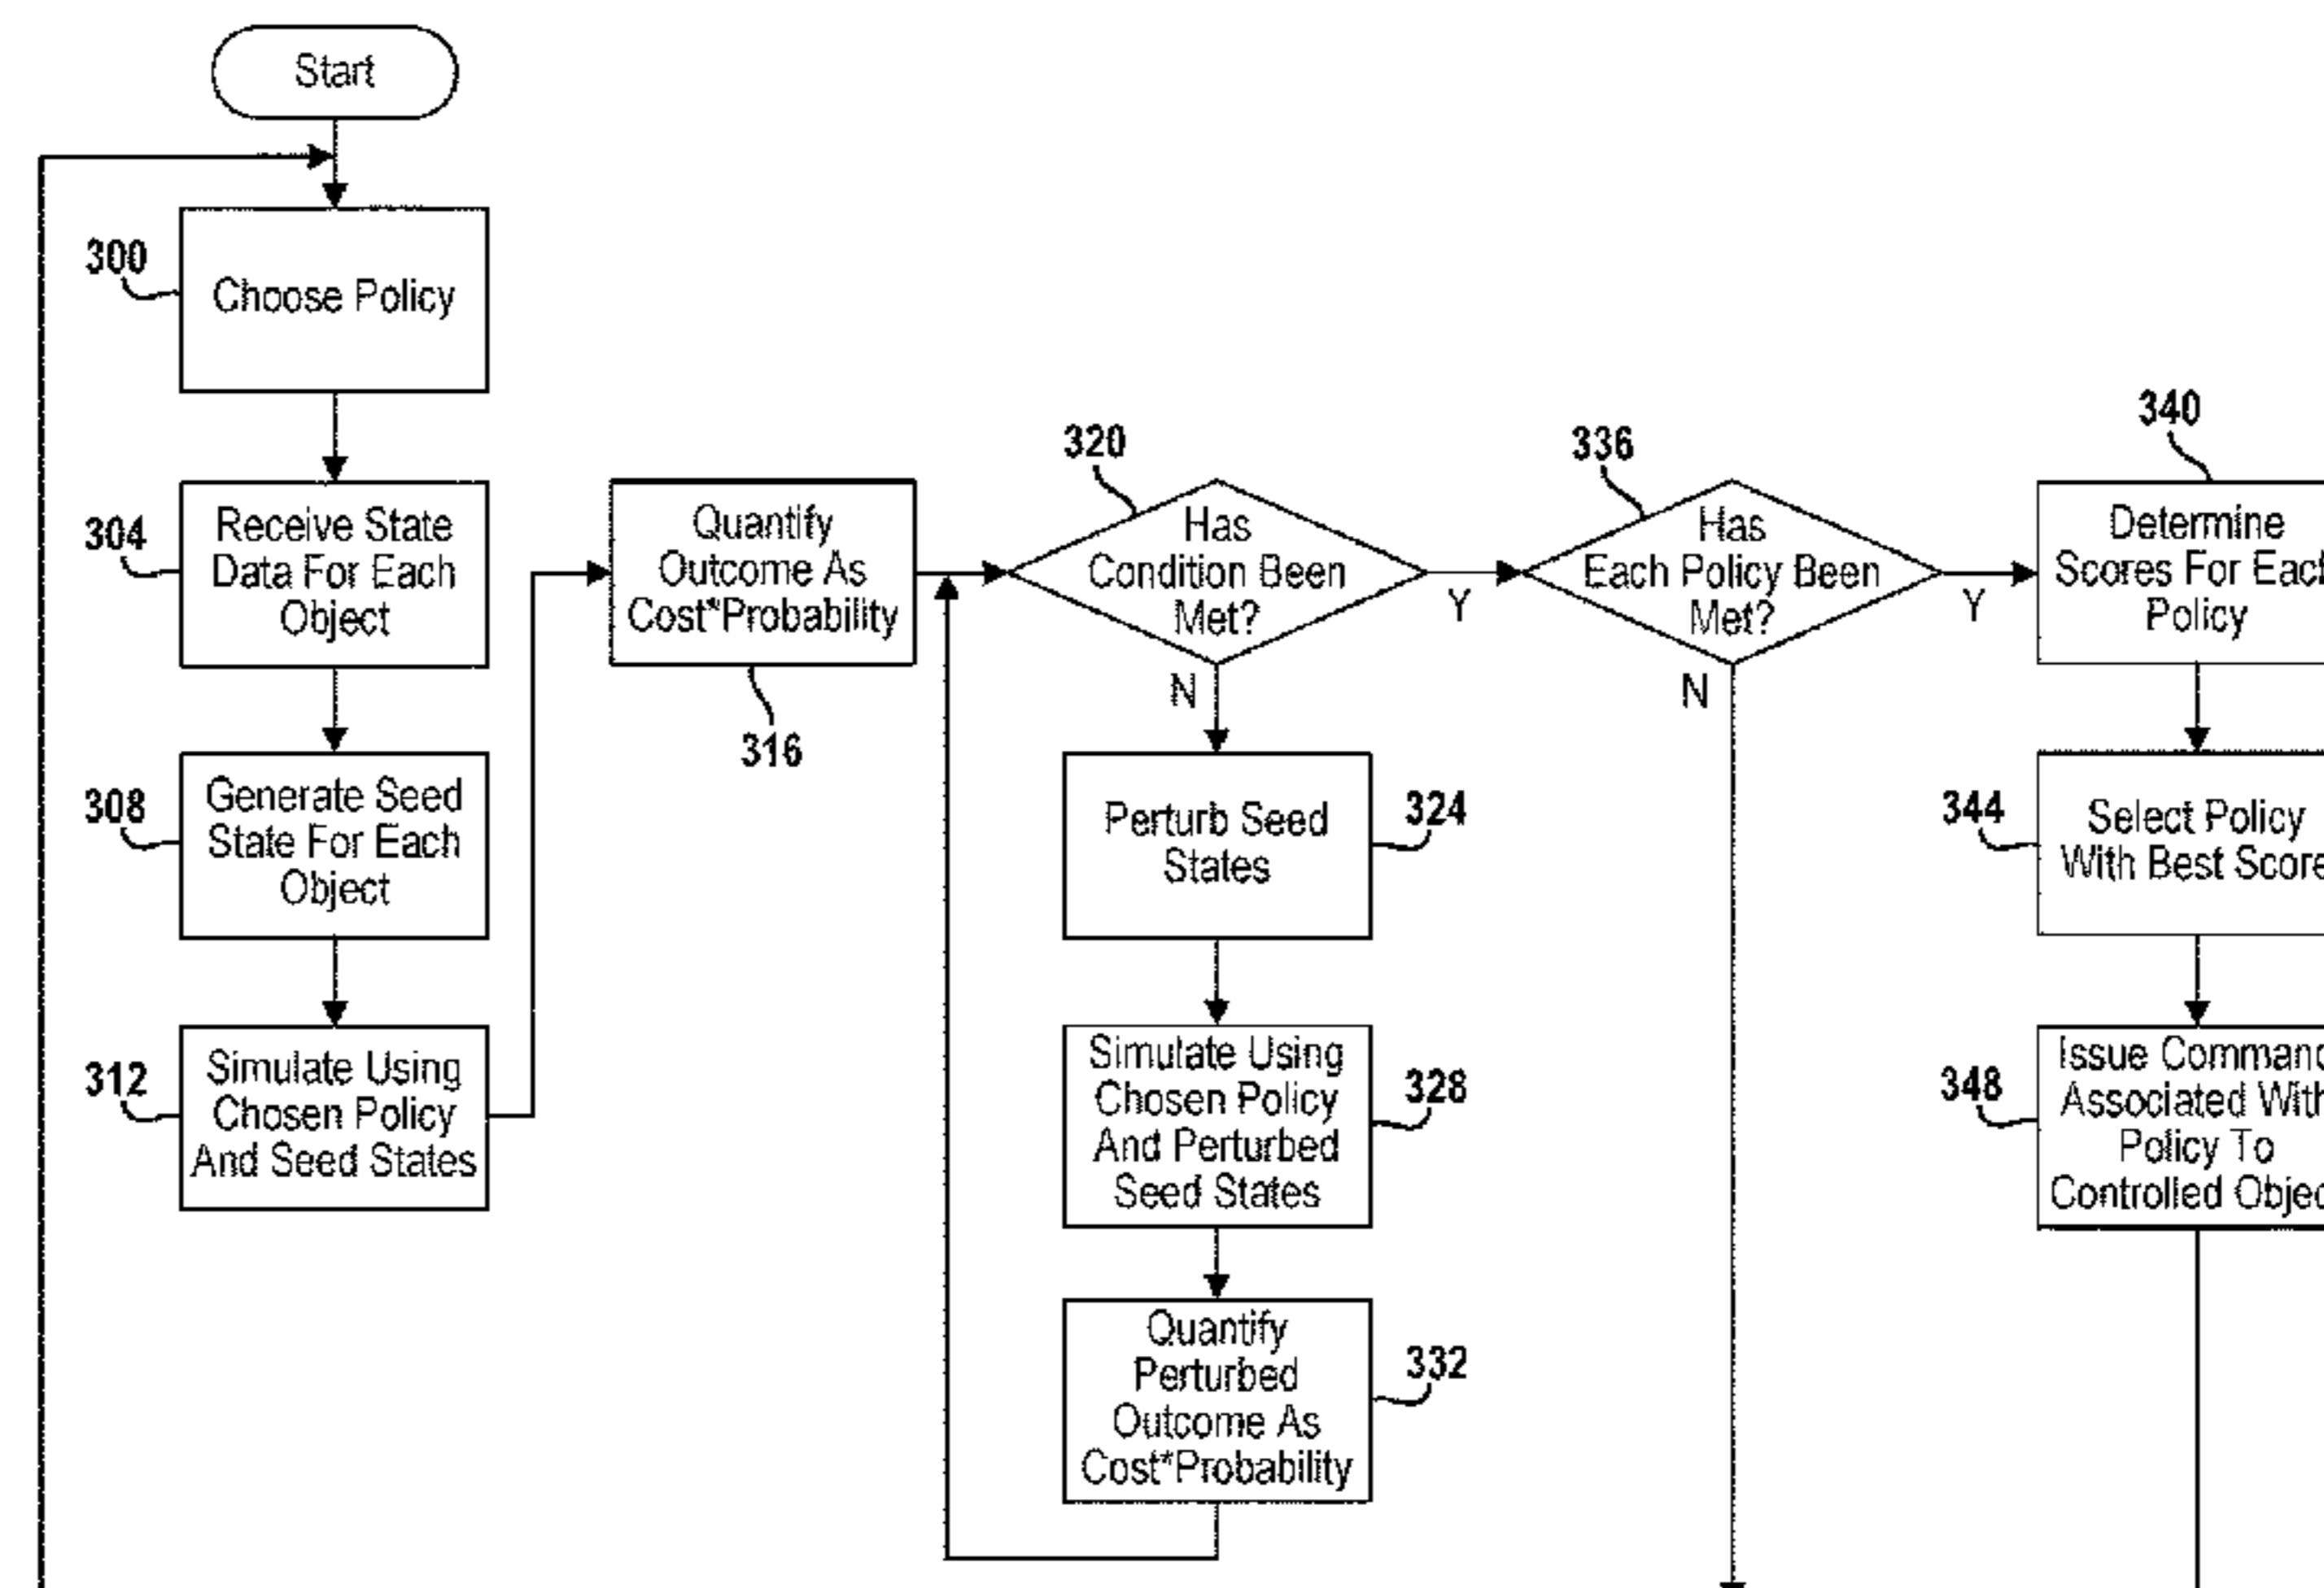 Start
300
Choose Policy
304
Receive State
Data For Each
Object
308
Generate Seed
State For Each
Object
312
Simulate Using
Chosen Policy
And Seed States
Quantify
Outcome As
Cost*Probability
316
320
Has
Condition Been
Met?
Y
N
Perturb Seed
States
324
Simulate Using
Chosen Policy
And Perturbed
Seed States
328
Quantify
Perturbed
Outcome As
Cost*Probability
332
336
Has
Each Policy Been
Met?
Y
N
340
Determine
Scores For Each
Policy
344
Select Policy
With Best Score
348
Issue Command
Associated With
Policy To
Controlled Object